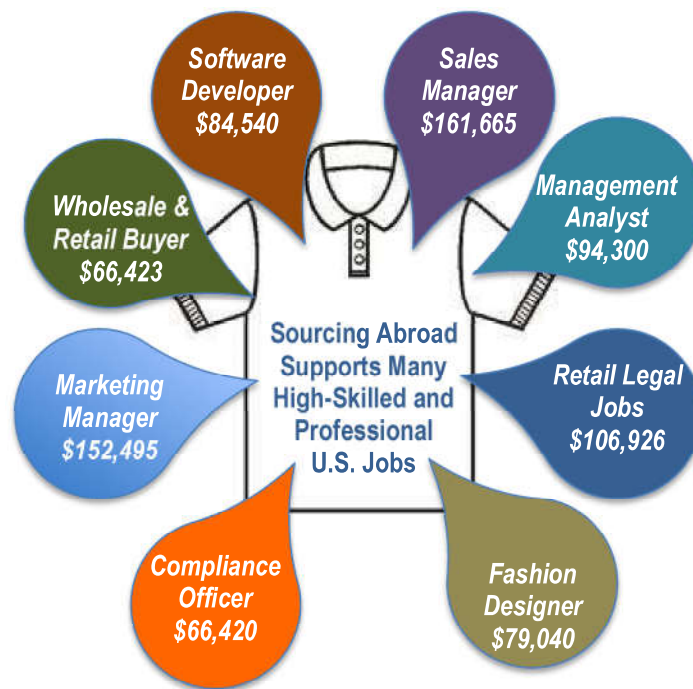 Software
Developer
$84,540
Sales
Manager
$161,665
Wholesale &
Retail Buyer
$66,423
Management
Analyst
$94,300
Sourcing Abroad
Supports Many
High-Skilled and
Professional
U.S. Jobs
Marketing
Manager
$152,495
Retail Legal
Jobs
$106,926
Compliance
Officer
$66,420
Fashion
Designer
$79,040